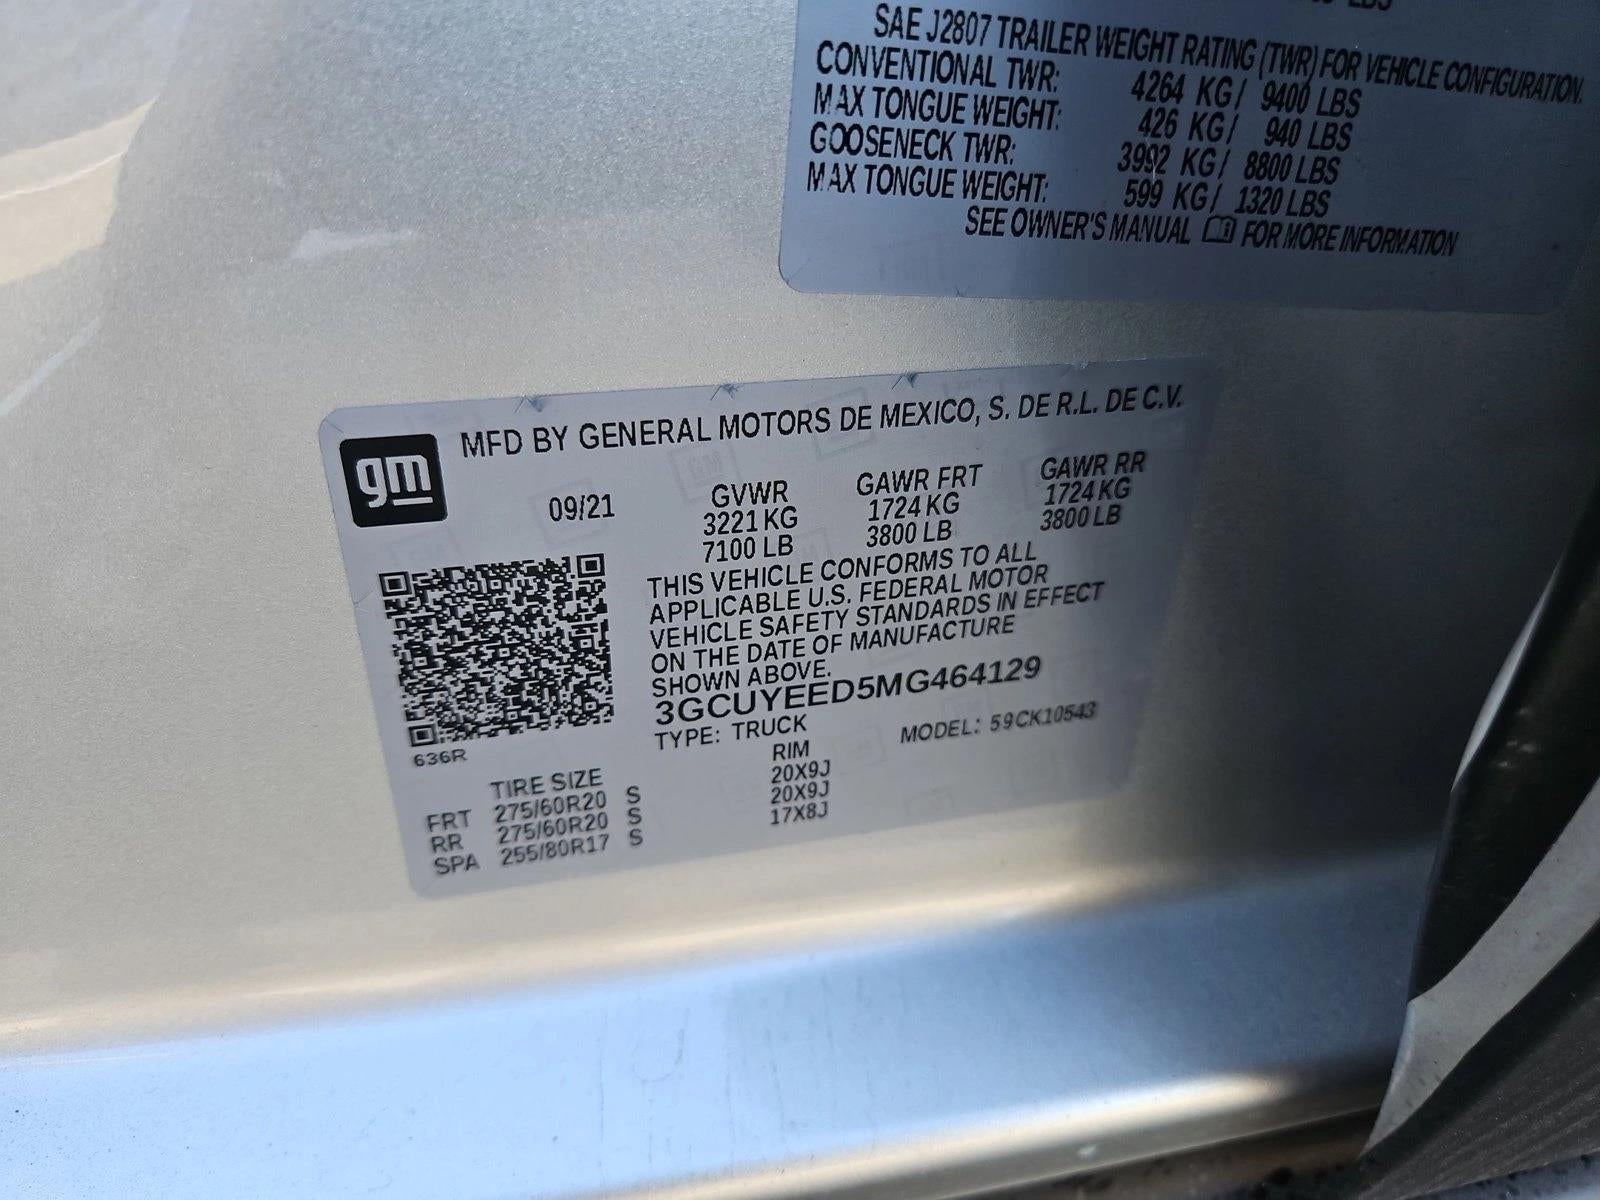 SAE J2807 TRAILER WEIGHT RATING (TWR) FOR VEHICLE CONFIGURATION.
CONVENTIONAL TWR: 4264 KG/ 9400 LBS
MAX TONGUE WEIGHT: 426 KG/ 940 LBS
GOOSENECK TWR: 3992 KG/ 8800 LBS
MAX TONGUE WEIGHT: 599 KG/ 1320 LBS
SEE OWNER'S MANUAL FOR MORE INFORMATION
gm
MFD BY GENERAL MOTORS DE MEXICO, S. DE R.L. DE C.V.
09/21
GVWR GAWR FRT GAWR RR
3221 KG 1724 KG 1724 KG
7100 LB 3800 LB 3800 LB
THIS VEHICLE CONFORMS TO ALL
APPLICABLE U.S. FEDERAL MOTOR
VEHICLE SAFETY STANDARDS IN EFFECT
ON THE DATE OF MANUFACTURE
SHOWN ABOVE.
3GCUYEED5MG464129
TYPE: TRUCK MODEL: 59CK10543
636R
TIRE SIZE RIM
FRT 275/60R20 S 20X9J
RR 275/60R20 S 20X9J
SPA 255/80R17 S 17X8J